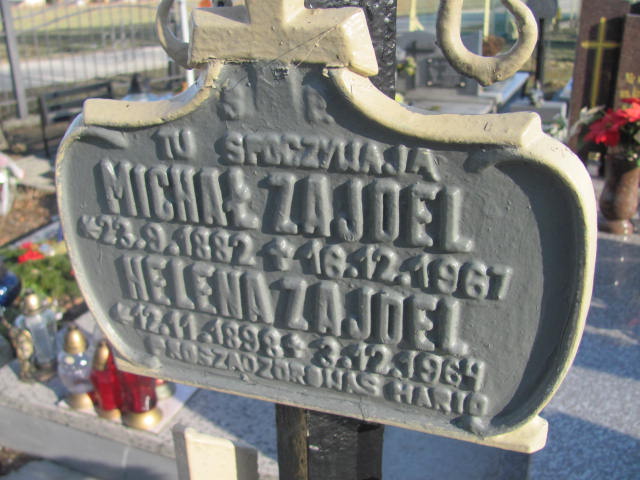 Ś P.
TU SPOCZYWAJĄ
MICHAŁ ZAJDEL
*23.9.1882 + 16.12.1967
HELENA ZAJDEL
*12.11.1898 + 3.12.1964
PROSZĄ O ZDROWAŚ MARIO